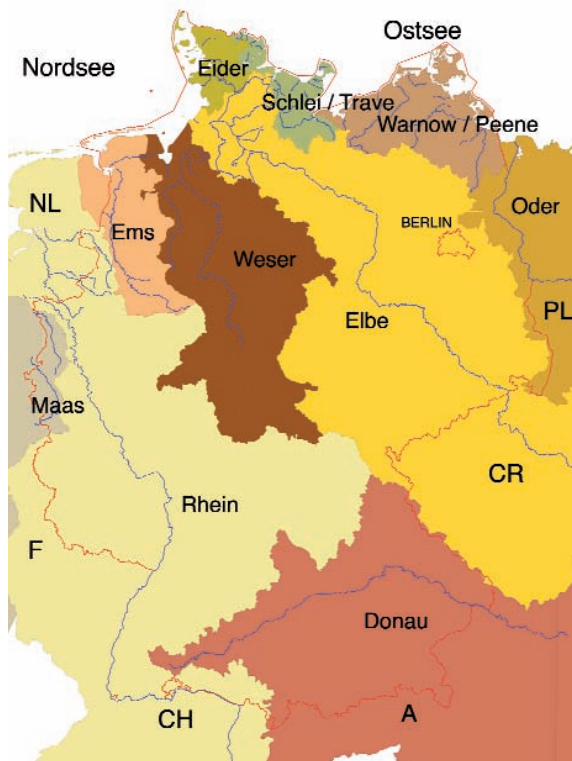 Ostsee
Nordsee
Eider
Schlei / Trave
Warnow / Peene
NL
Oder
Ems
BERLIN
Weser
PL
Elbe
Maas
CR
Rhein
F
Donau
CH
A